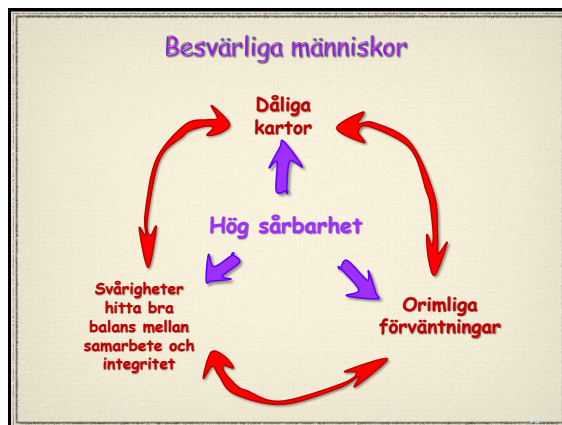 Besvärliga människor
Dåliga
kartor
Hög sårbarhet
Svårigheter
hitta bra
balans mellan
samarbete och
integritet
Orimliga
förväntningar